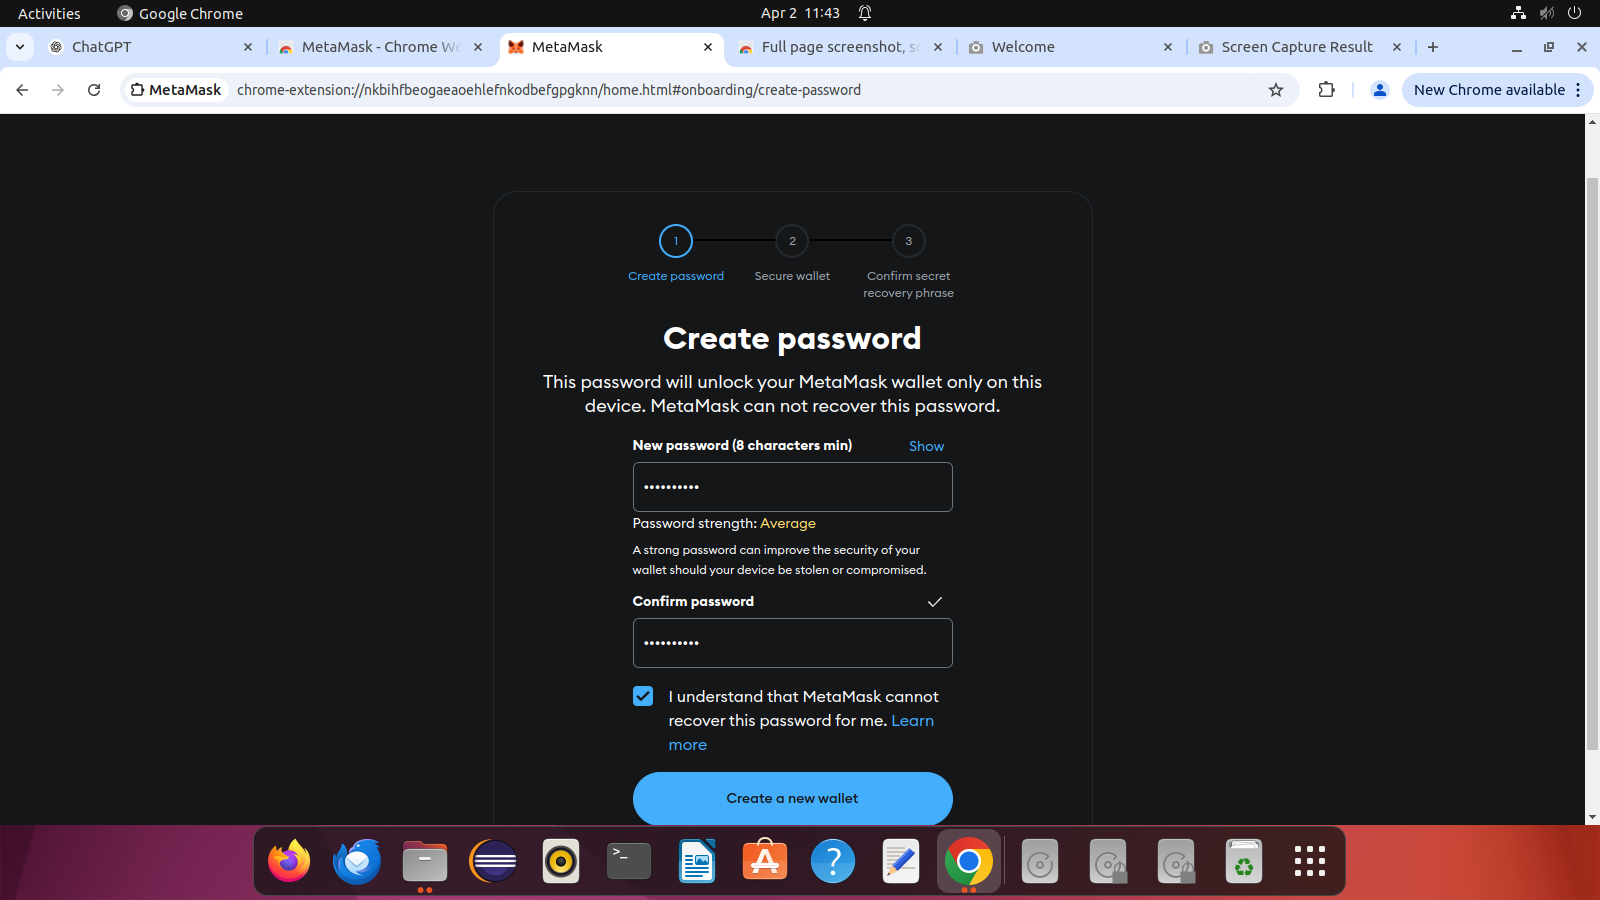 Activities
Google Chrome
Apr 2 11:43
ChatGPT
MetaMask - Chrome We
MetaMask
Full page screenshot, sc
Welcome
Screen Capture Result
MetaMask
chrome-extension://nkbihfbeogaeaoehlefnkodbefgpgknn/home.html#onboarding/create-password
New Chrome available
1
2
3
Create password
Secure wallet
Confirm secret
recovery phrase
Create password
This password will unlock your MetaMask wallet only on this
device. MetaMask can not recover this password.
New password (8 characters min)
Show
••••••••••
Password strength: Average
A strong password can improve the security of your
wallet should your device be stolen or compromised.
Confirm password
••••••••••
I understand that MetaMask cannot
recover this password for me. Learn
more
Create a new wallet